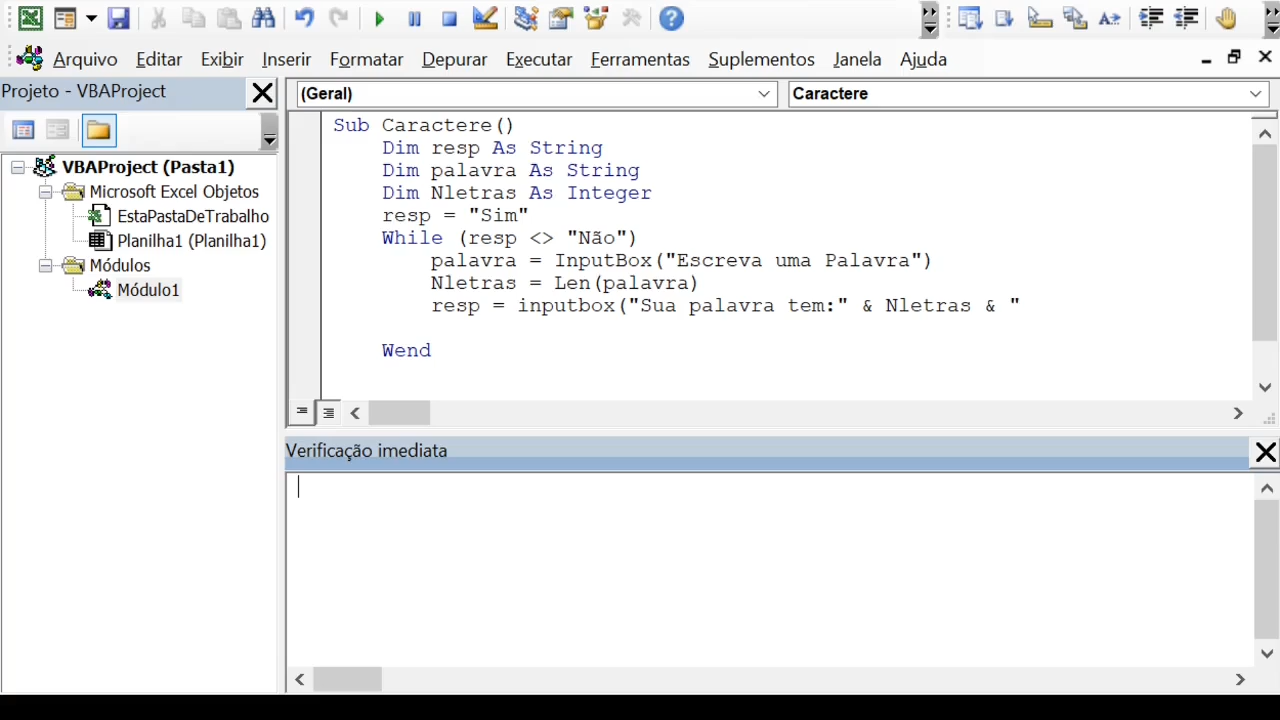 Arquivo Editar Exibir Inserir Formatar Depurar Executar Ferramentas Suplementos Janela Ajuda
Projeto - VBAProject
VBAProject (Pasta1)
Microsoft Excel Objetos
EstaPastaDeTrabalho
Planilha1 (Planilha1)
Módulos
Módulo1
(Geral) Caractere
Sub Caractere()
Dim resp As String
Dim palavra As String
Dim Nletras As Integer
resp = "Sim"
While (resp <> "Não")
palavra = InputBox("Escreva uma Palavra")
Nletras = Len(palavra)
resp = inputbox("Sua palavra tem:" & Nletras & "
Wend
Verificação imediata